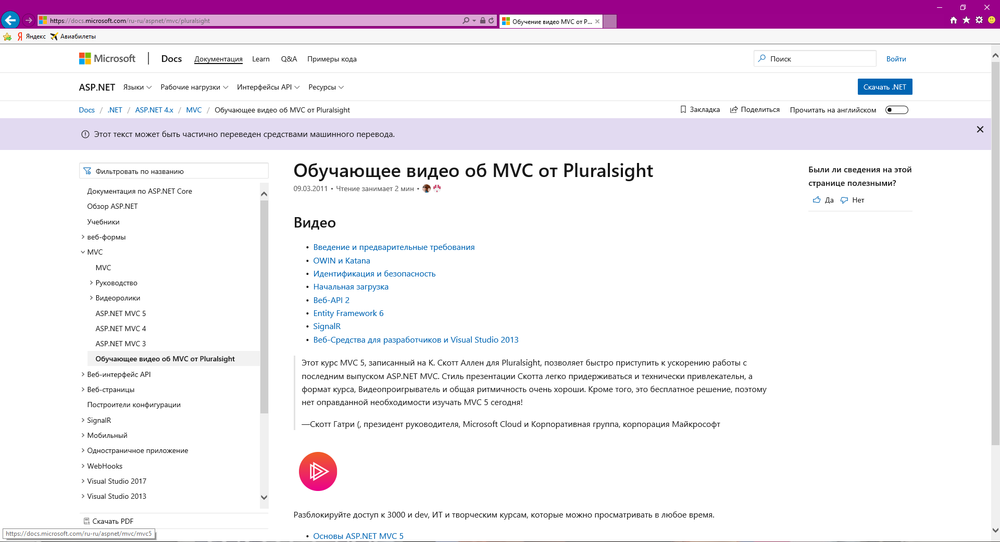 https://docs.microsoft.com/ru-ru/aspnet/mvc/pluralsight
Обучение видео MVC от P...
Яндекс
Авиабилеты
Microsoft
Docs
Документация
Learn
Q&A
Примеры кода
Поиск
Войти
ASP.NET
Языки
Рабочие нагрузки
Интерфейсы API
Ресурсы
Скачать .NET
Docs / .NET / ASP.NET 4.x / MVC / Обучающее видео об MVC от Pluralsight
Закладка
Поделиться
Прочитать на английском
Этот текст может быть частично переведен средствами машинного перевода.
Фильтровать по названию
Документация по ASP.NET Core
Обзор ASP.NET
Учебники
веб-формы
MVC
MVC
Руководство
Видеоролики
ASP.NET MVC 5
ASP.NET MVC 4
ASP.NET MVC 3
Обучающее видео об MVC от Pluralsight
Веб-интерфейс API
Веб-страницы
Построители конфигурации
SignalR
Мобильный
Одностраничное приложение
WebHooks
Visual Studio 2017
Visual Studio 2013
Скачать PDF
https://docs.microsoft.com/ru-ru/aspnet/mvc/mvc5
Обучающее видео об MVC от Pluralsight
09.03.2011 • Чтение занимает 2 мин •
Видео
• Введение и предварительные требования
• OWIN и Katana
• Идентификация и безопасность
• Начальная загрузка
• Веб-API 2
• Entity Framework 6
• SignalR
• Веб-Средства для разработчиков и Visual Studio 2013
Этот курс MVC 5, записанный на К. Скотт Аллен для Pluralsight, позволяет быстро приступить к ускорению работы с
последним выпуском ASP.NET MVC. Стиль презентации Скотта легко придерживаться и технически привлекательн, а
формат курса, Видеопроигрыватель и общая ритмичность очень хороши. Кроме того, это бесплатное решение, поэтому
нет оправданной необходимости изучать MVC 5 сегодня!
—Скотт Гатри (, президент руководителя, Microsoft Cloud и Корпоративная группа, корпорация Майкрософт
Разблокируйте доступ к 3000 и dev, ИТ и творческим курсам, которые можно просматривать в любое время.
• Основы ASP.NET MVC 5
Были ли сведения на этой
странице полезными?
Да
Нет